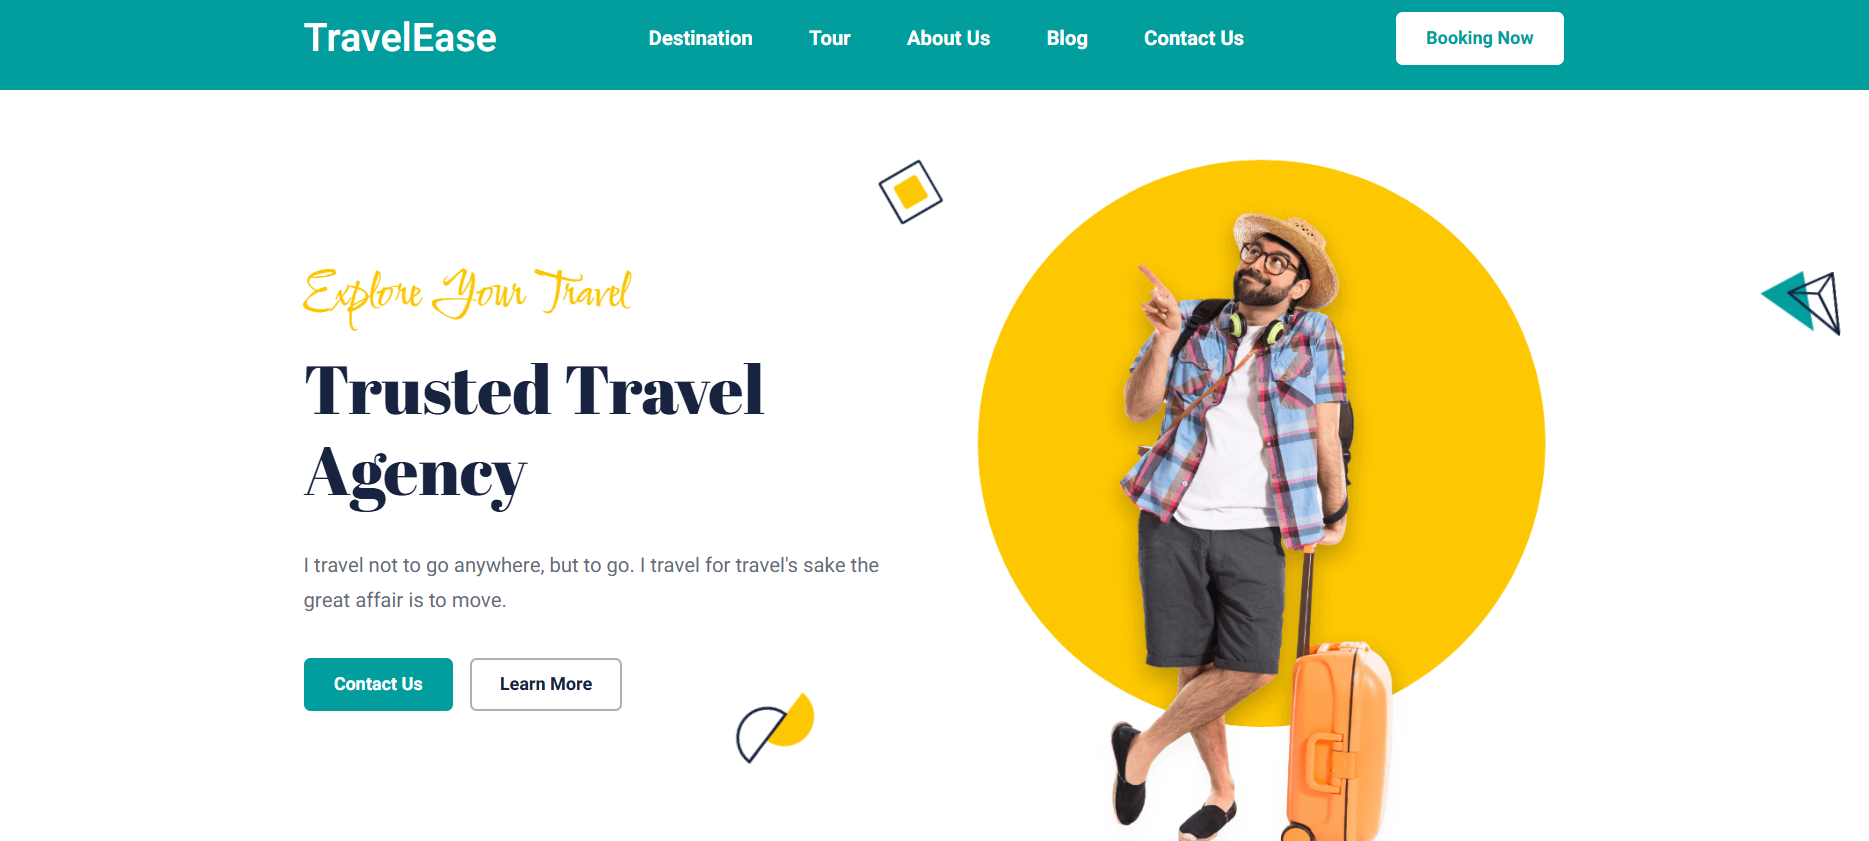 TravelEase
Destination
Tour
About Us
Blog
Contact Us
Booking Now
Explore Your Travel
Trusted Travel
Agency
I travel not to go anywhere, but to go. I travel for travel's sake the
great affair is to move.
Contact Us
Learn More